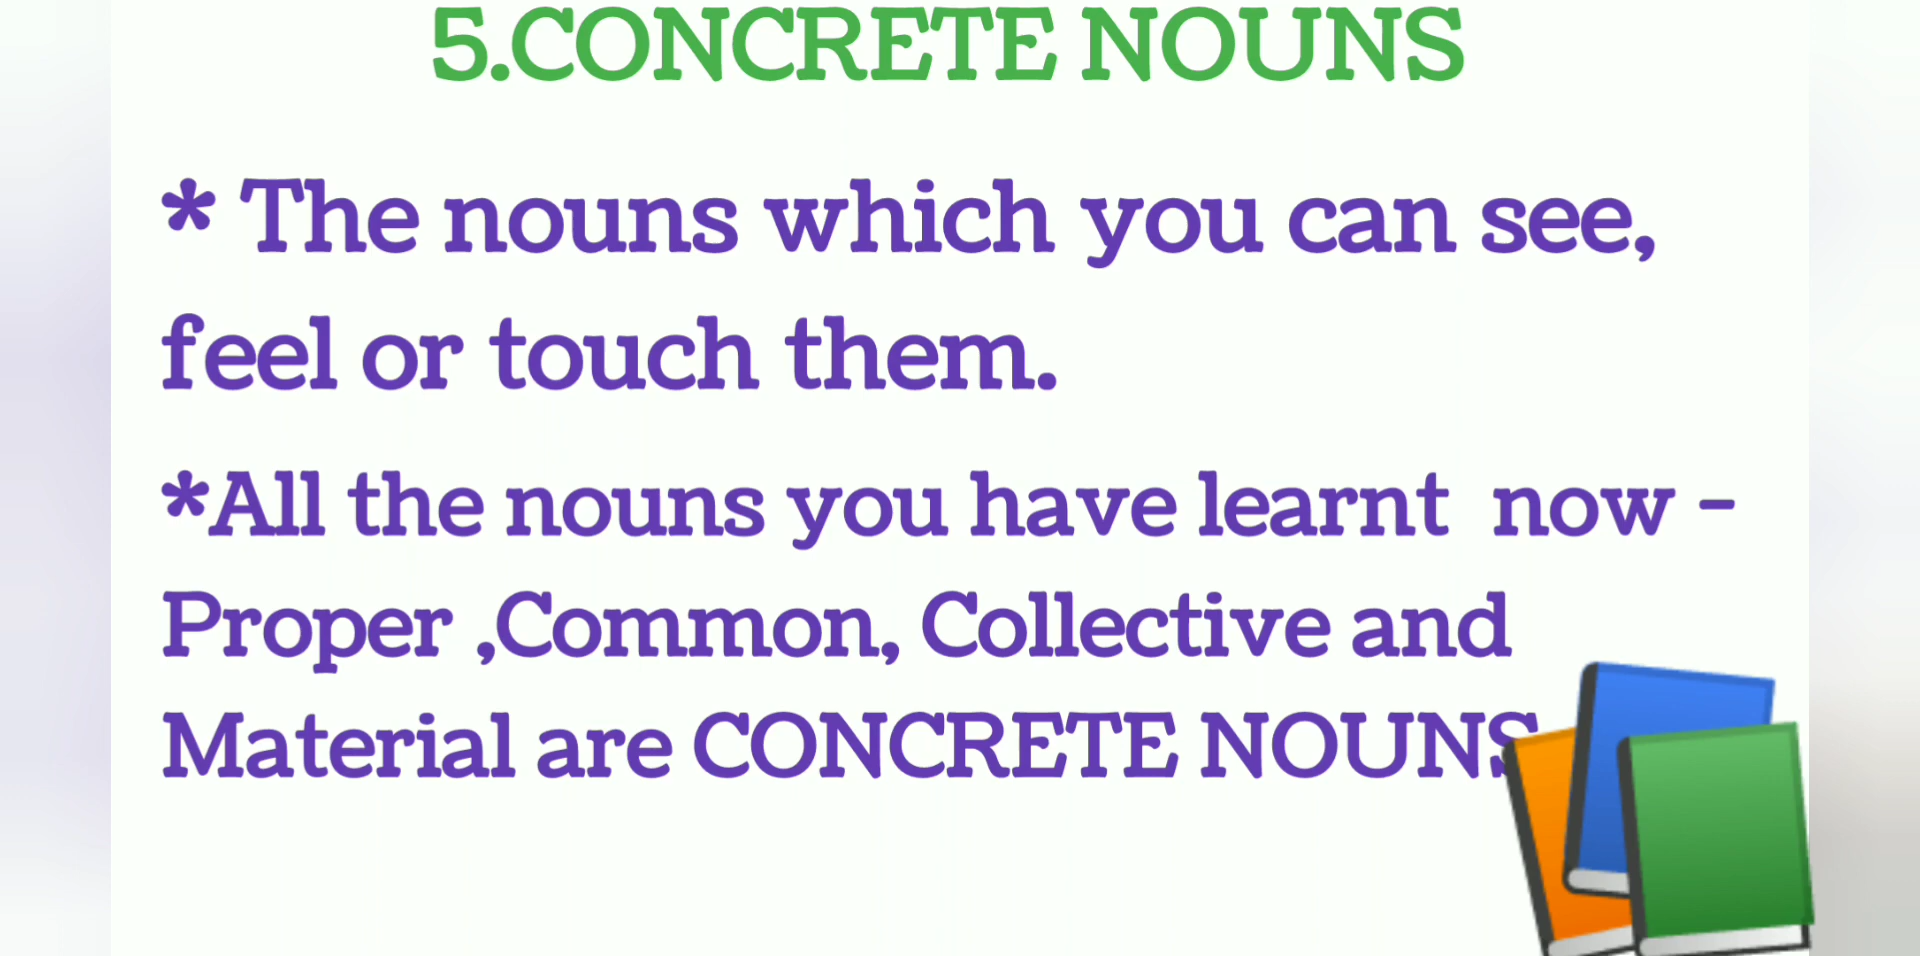 5.CONCRETE NOUNS
* The nouns which you can see,
feel or touch them.
*All the nouns you have learnt  now -
Proper ,Common, Collective and
Material are CONCRETE NOUNS